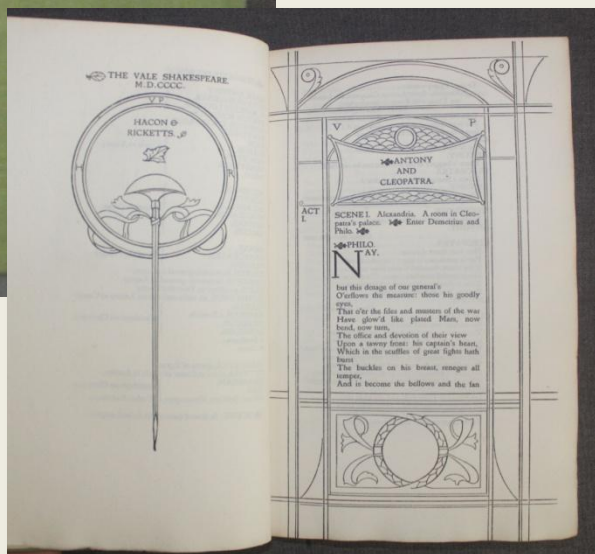 THE VALE SHAKESPEARE.
M.D.CCCC.
V P
HACON &
RICKETTS.
V P
ANTONY
AND
CLEOPATRA.
ACT
I.
SCENE I. Alexandria. A room in Cleo-
patra's palace. Enter Demetrius and
Philo.
PHILO.
NAY,
but this dotage of our general's
O'erflows the measure: those his goodly
eyes,
That o'er the files and musters of the war
Have glow'd like plated Mars, now
bend, now turn,
The office and devotion of their view
Upon a tawny front: his captain's heart,
Which in the scuffles of great fights hath
burst
The buckles on his breast, reneges all
temper,
And is become the bellows and the fan